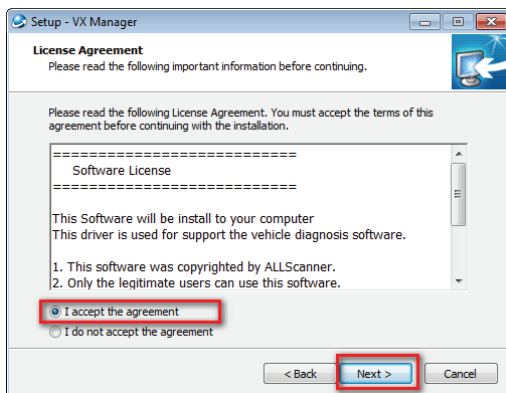 Setup - VX Manager
License Agreement
Please read the following important information before continuing.
Please read the following License Agreement. You must accept the terms of this
agreement before continuing with the installation.
===========================
Software License
===========================
This Software will be install to your computer
This driver is used for support the vehicle diagnosis software.
1. This software was copyrighted by ALLScanner.
2. Only the legitimate users can use this software.
I accept the agreement
I do not accept the agreement
< Back
Next >
Cancel